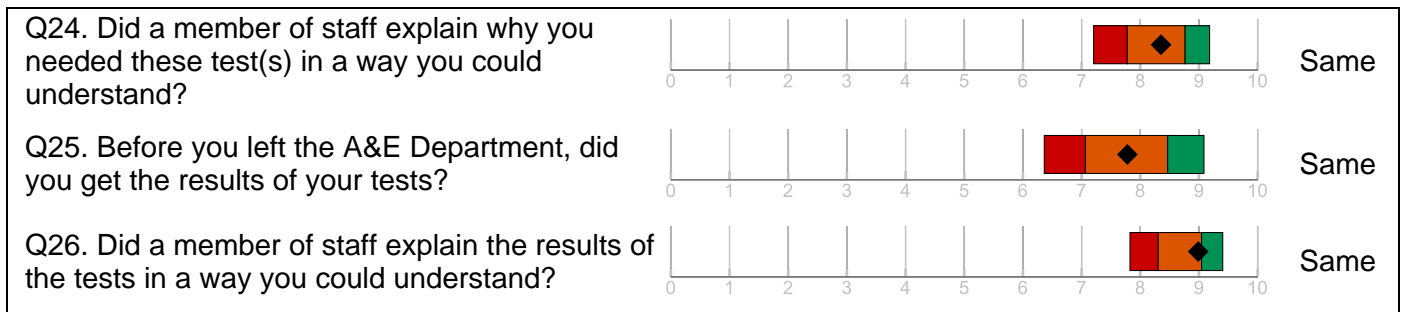 Q24. Did a member of staff explain why you
needed these test(s) in a way you could
understand?
0 1 2 3 4 5 6 7 8 9 10
Same
Q25. Before you left the A&E Department, did
you get the results of your tests?
0 1 2 3 4 5 6 7 8 9 10
Same
Q26. Did a member of staff explain the results of
the tests in a way you could understand?
0 1 2 3 4 5 6 7 8 9 10
Same